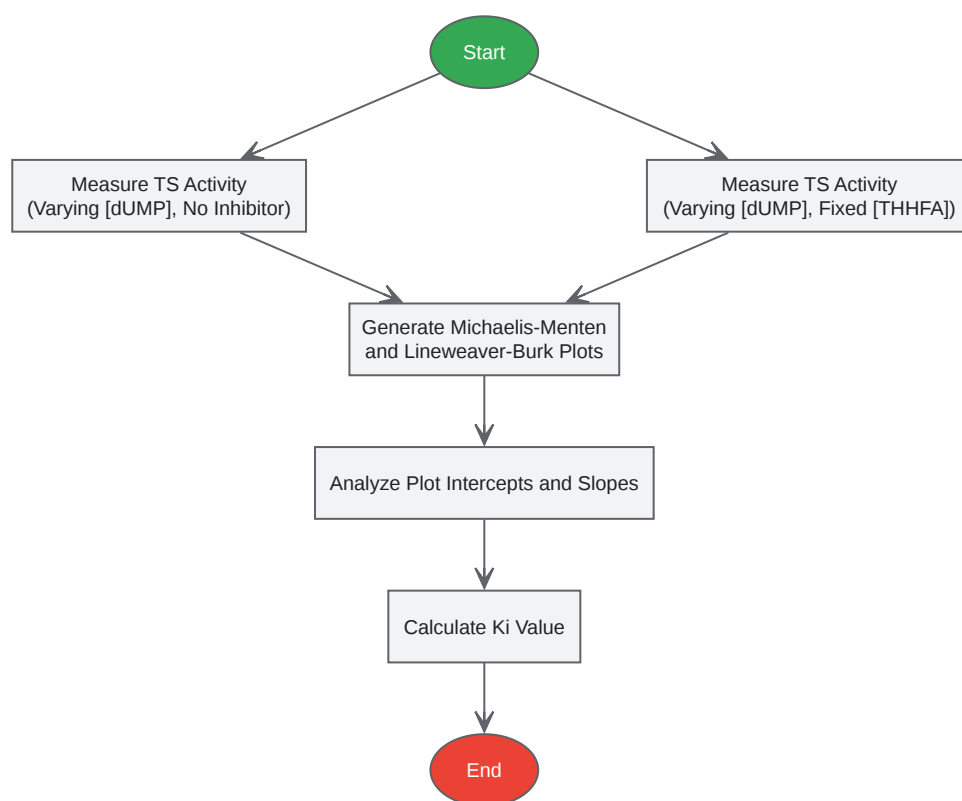 Start
Measure TS Activity
(Varying [dUMP], No Inhibitor)
Measure TS Activity
(Varying [dUMP], Fixed [THHFA])
Generate Michaelis-Menten
and Lineweaver-Burk Plots
Analyze Plot Intercepts and Slopes
Calculate Ki Value
End